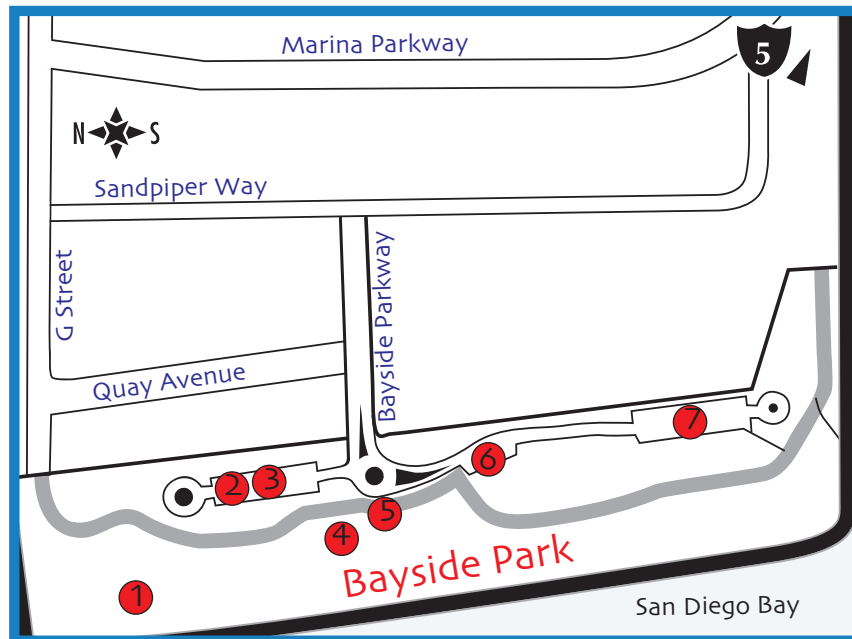 Marina Parkway
5
N S
Sandpiper Way
G Street
Bayside Parkway
Quay Avenue
7
6
2 3
5
4
Bayside Park
1
San Diego Bay